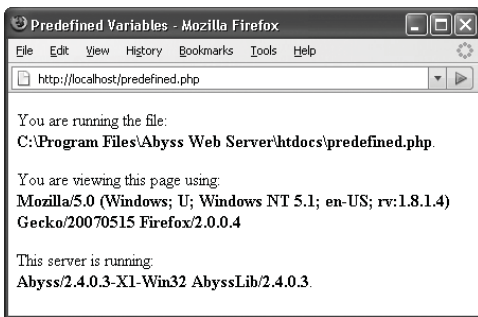 Predefined Variables - Mozilla Firefox
File Edit View History Bookmarks Tools Help
http://localhost/predefined.php
You are running the file:
C:\Program Files\Abyss Web Server\htdocs\predefined.php.
You are viewing this page using:
Mozilla/5.0 (Windows; U; Windows NT 5.1; en-US; rv:1.8.1.4)
Gecko/20070515 Firefox/2.0.0.4
This server is running:
Abyss/2.4.0.3-X1-Win32 AbyssLib/2.4.0.3.